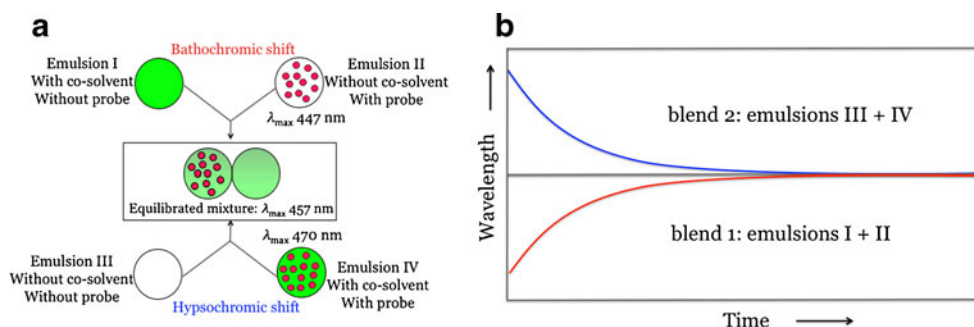 a
Bathochromic shift
Emulsion I
With co-solvent
Without probe
Emulsion II
Without co-solvent
With probe
λmax 447 nm
Equilibrated mixture: λmax 457 nm
λmax 470 nm
Emulsion III
Without co-solvent
Without probe
Emulsion IV
With co-solvent
With probe
Hypsochromic shift
b
Wavelength
blend 2: emulsions III + IV
blend 1: emulsions I + II
Time